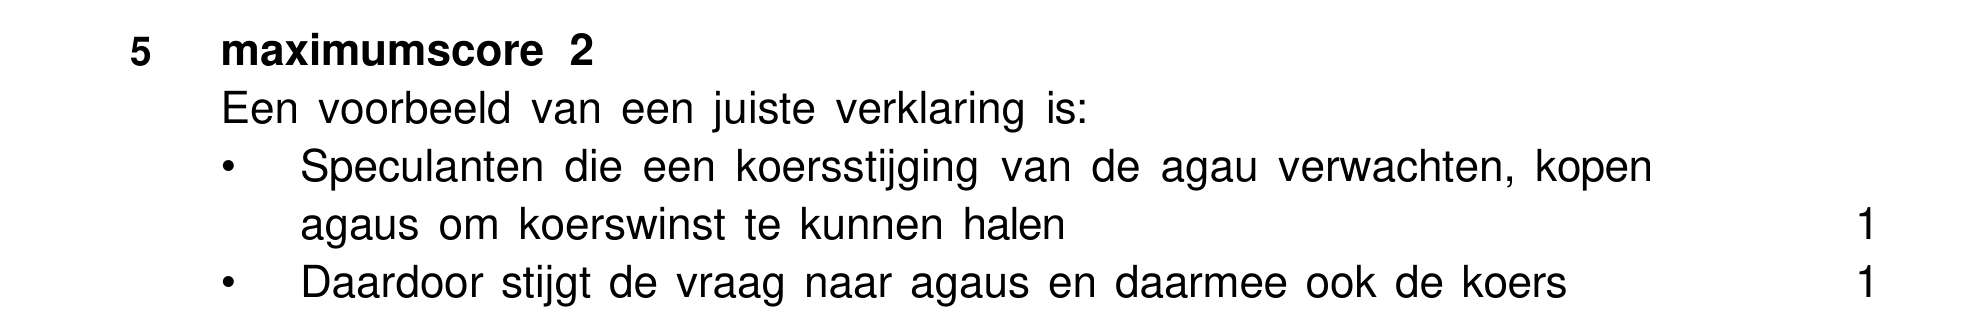 5 maximumscore 2
Een voorbeeld van een juiste verklaring is:
• Speculanten die een koersstijging van de agau verwachten, kopen
agaus om koerswinst te kunnen halen 1
• Daardoor stijgt de vraag naar agaus en daarmee ook de koers 1